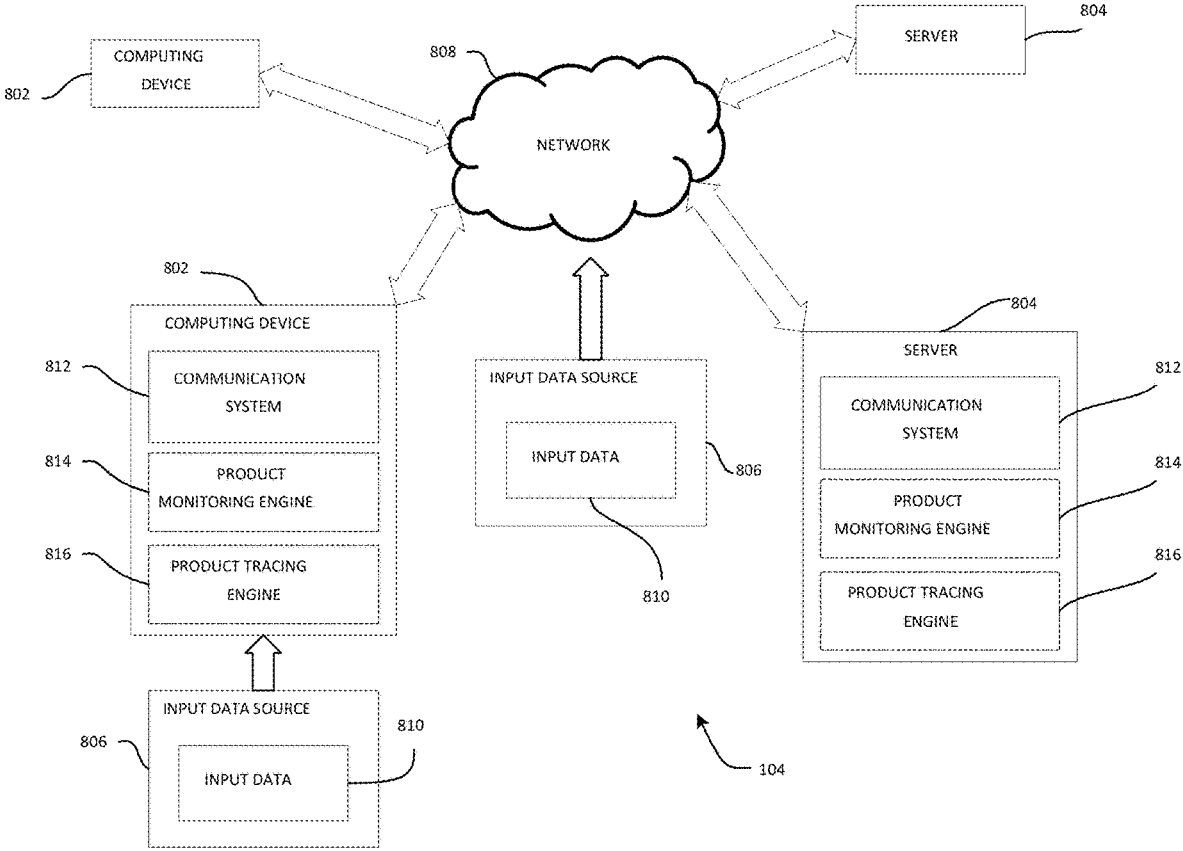 804
SERVER
808
COMPUTING
DEVICE
802
NETWORK
802
COMPUTING DEVICE
812
COMMUNICATION
SYSTEM
814
PRODUCT
MONITORING ENGINE
816
PRODUCT TRACING
ENGINE
INPUT DATA SOURCE
INPUT DATA
806
810
804
SERVER
812
COMMUNICATION
SYSTEM
814
PRODUCT
MONITORING ENGINE
816
PRODUCT TRACING
ENGINE
INPUT DATA SOURCE
806
810
INPUT DATA
104